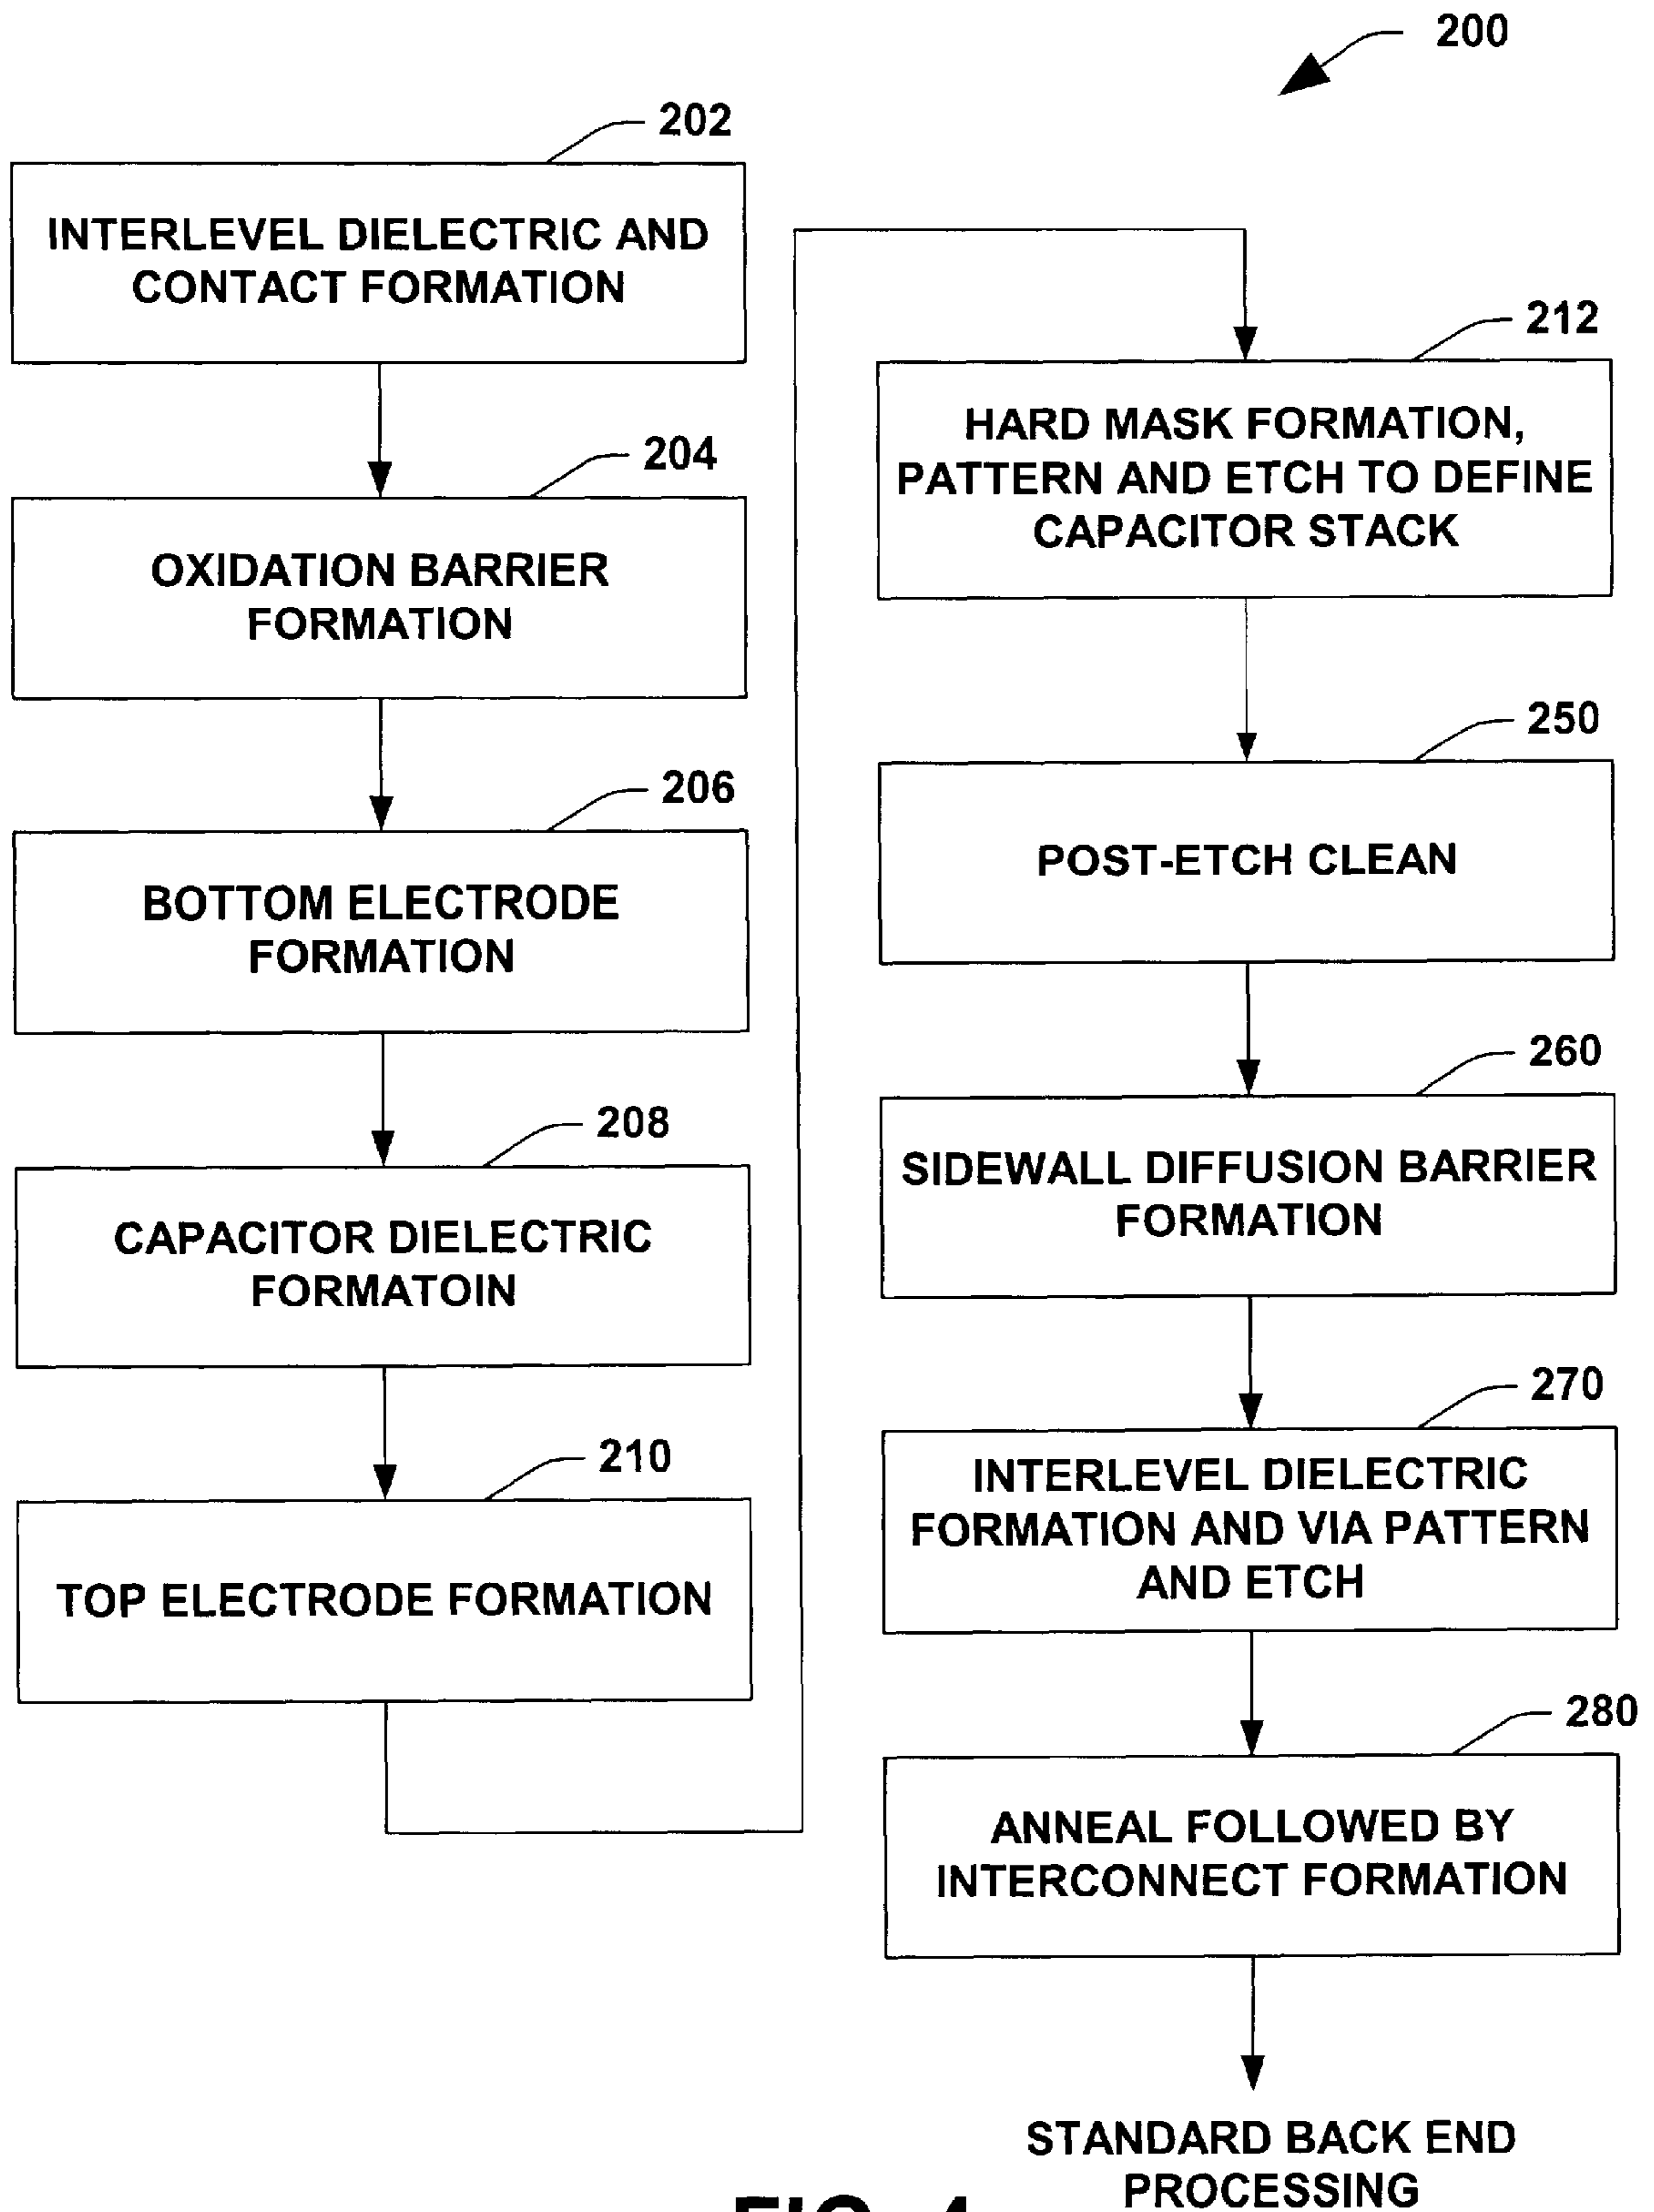 200
202
INTERLEVEL DIELECTRIC AND
CONTACT FORMATION
204
OXIDATION BARRIER
FORMATION
206
BOTTOM ELECTRODE
FORMATION
208
CAPACITOR DIELECTRIC
FORMATOIN
210
TOP ELECTRODE FORMATION
212
HARD MASK FORMATION,
PATTERN AND ETCH TO DEFINE
CAPACITOR STACK
250
POST-ETCH CLEAN
260
SIDEWALL DIFFUSION BARRIER
FORMATION
270
INTERLEVEL DIELECTRIC
FORMATION AND VIA PATTERN
AND ETCH
280
ANNEAL FOLLOWED BY
INTERCONNECT FORMATION
STANDARD BACK END
PROCESSING